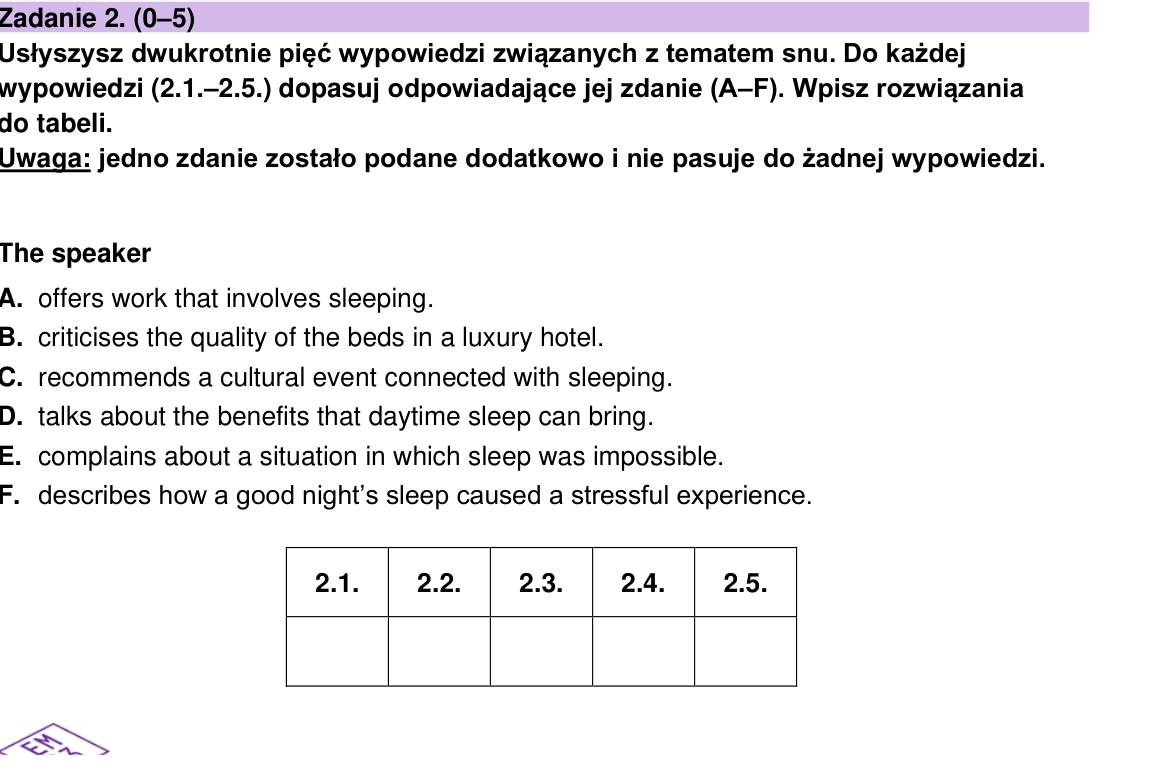 Zadanie 2. (0–5)
Usłyszysz dwukrotnie pięć wypowiedzi związanych z tematem snu. Do każdej
wypowiedzi (2.1.–2.5.) dopasuj odpowiadające jej zdanie (A–F). Wpisz rozwiązania
do tabeli.
Uwaga: jedno zdanie zostało podane dodatkowo i nie pasuje do żadnej wypowiedzi.
The speaker
A. offers work that involves sleeping.
B. criticises the quality of the beds in a luxury hotel.
C. recommends a cultural event connected with sleeping.
D. talks about the benefits that daytime sleep can bring.
E. complains about a situation in which sleep was impossible.
F. describes how a good night’s sleep caused a stressful experience.
2.1. 2.2. 2.3. 2.4. 2.5.
EM